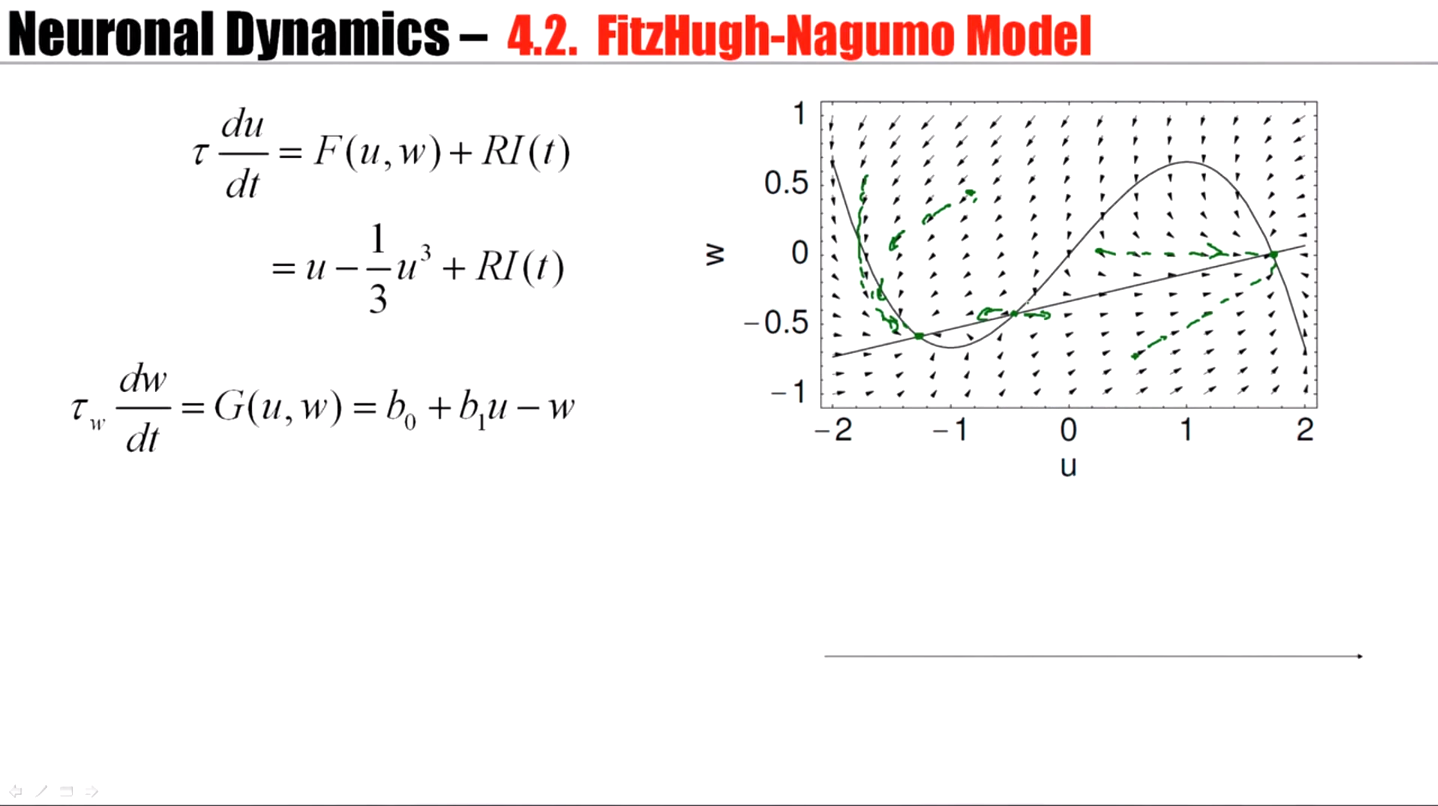 Neuronal Dynamics – 4.2. FitzHugh-Nagumo Model
τ du/dt = F(u,w) + RI(t)
= u − 1/3 u³ + RI(t)
τ_w dw/dt = G(u,w) = b₀ + b₁u − w
1
0.5
0
−0.5
−1
w
−2 −1 0 1 2
u